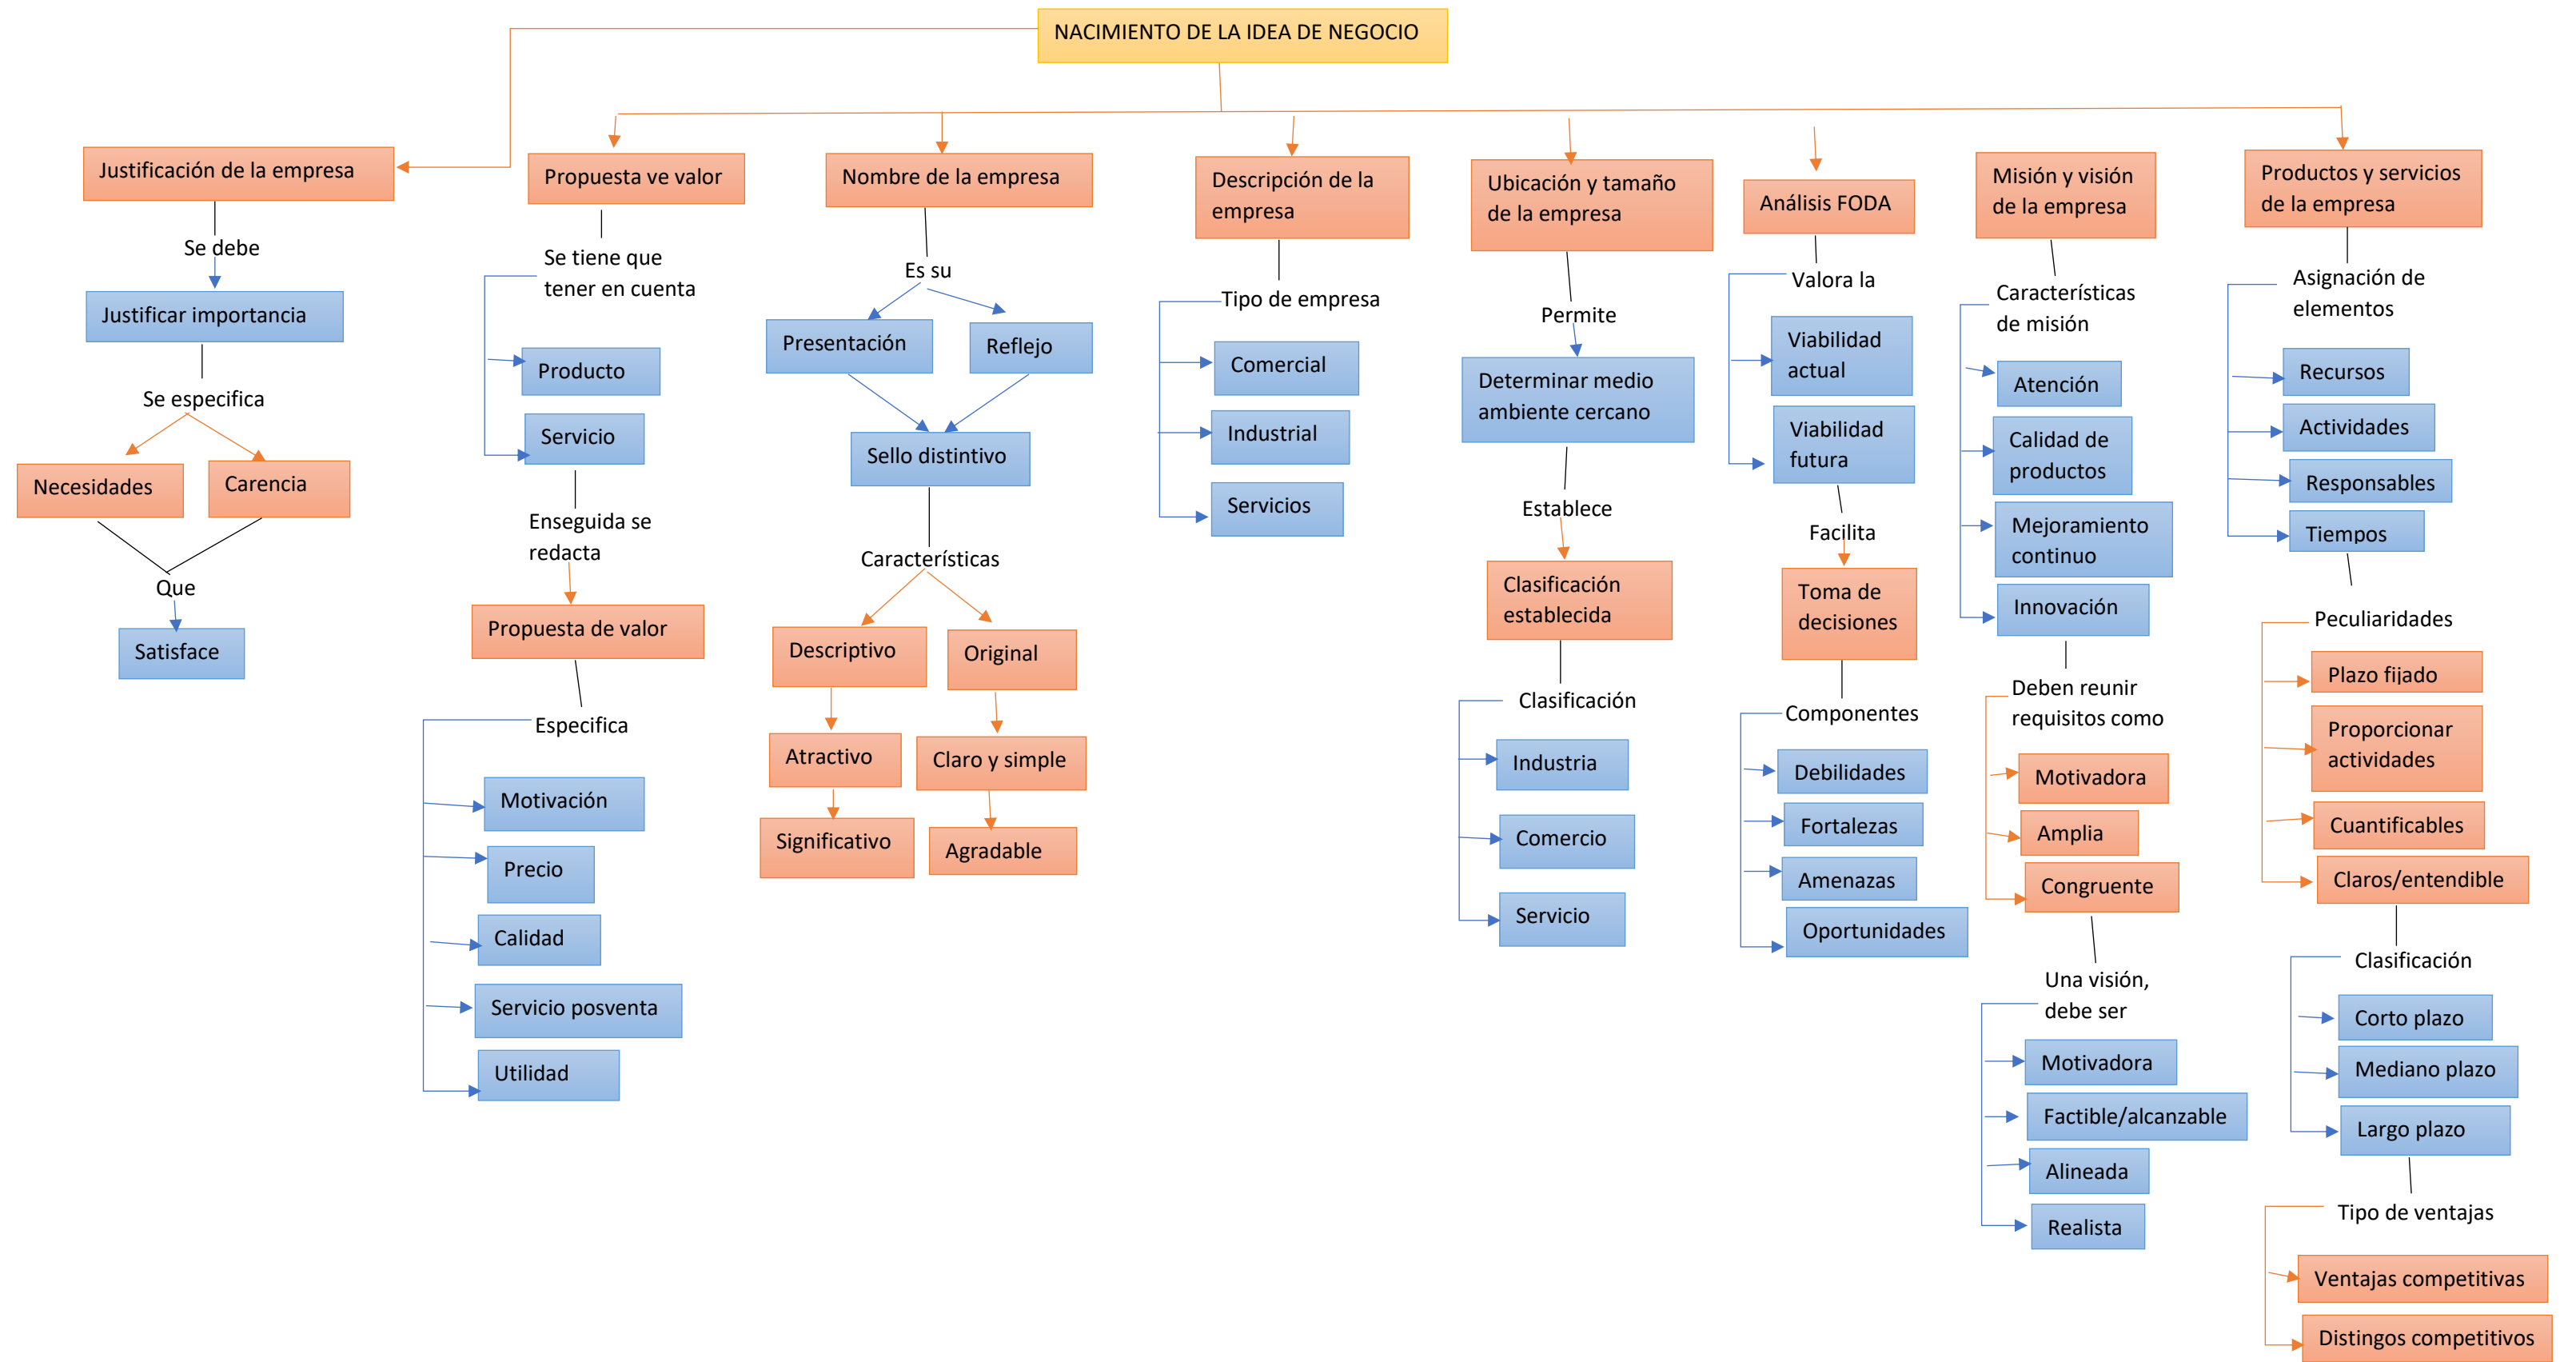 NACIMIENTO DE LA IDEA DE NEGOCIO
Justificación de la empresa
Se debe
Justificar importancia
Se especifica
Necesidades
Carencia
Que
Satisface
Propuesta ve valor
Se tiene que
tener en cuenta
Producto
Servicio
Enseguida se
redacta
Propuesta de valor
Especifica
Motivación
Precio
Calidad
Servicio posventa
Utilidad
Nombre de la empresa
Es su
Presentación
Reflejo
Sello distintivo
Características
Descriptivo
Original
Atractivo
Claro y simple
Significativo
Agradable
Descripción de la
empresa
Tipo de empresa
Comercial
Industrial
Servicios
Ubicación y tamaño
de la empresa
Permite
Determinar medio
ambiente cercano
Establece
Clasificación
establecida
Clasificación
Industria
Comercio
Servicio
Análisis FODA
Valora la
Viabilidad
actual
Viabilidad
futura
Facilita
Toma de
decisiones
Componentes
Debilidades
Fortalezas
Amenazas
Oportunidades
Misión y visión
de la empresa
Características
de misión
Atención
Calidad de
productos
Mejoramiento
continuo
Innovación
Deben reunir
requisitos como
Motivadora
Amplia
Congruente
Una visión,
debe ser
Motivadora
Factible/alcanzable
Alineada
Realista
Productos y servicios
de la empresa
Asignación de
elementos
Recursos
Actividades
Responsables
Tiempos
Peculiaridades
Plazo fijado
Proporcionar
actividades
Cuantificables
Claros/entendible
Clasificación
Corto plazo
Mediano plazo
Largo plazo
Tipo de ventajas
Ventajas competitivas
Distingos competitivos